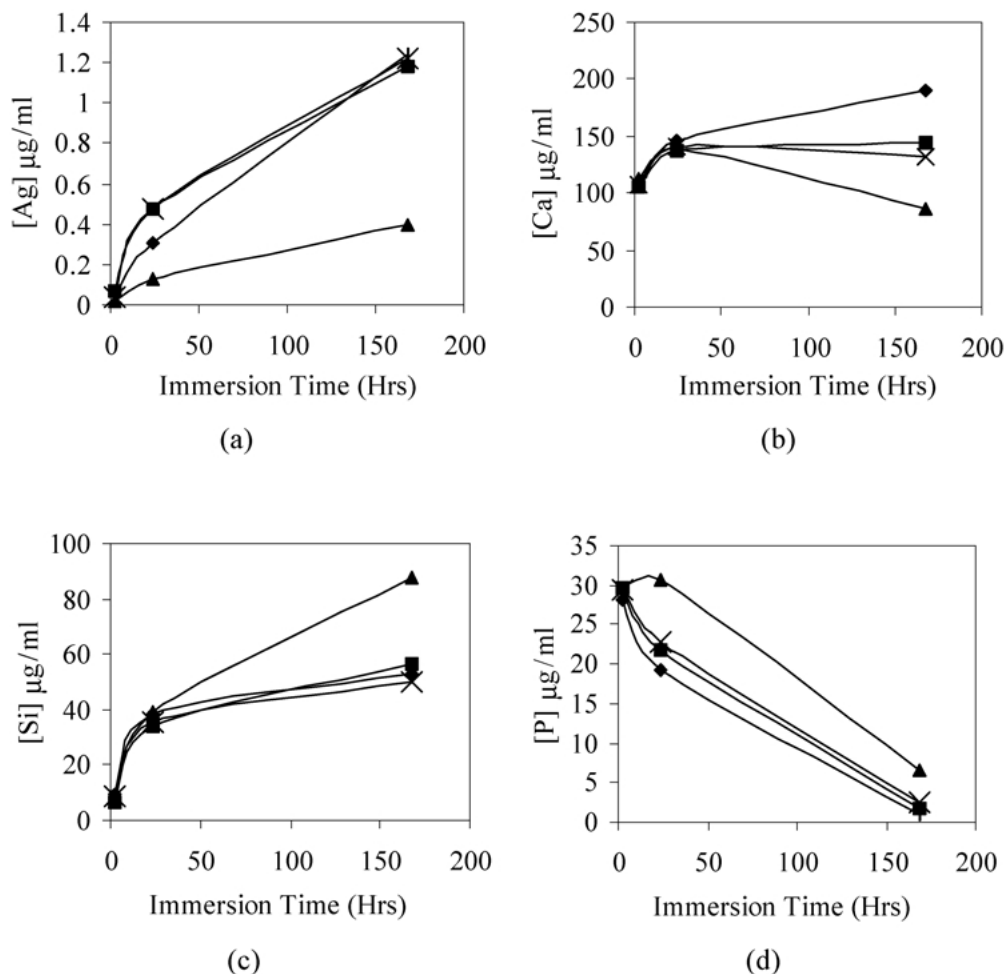 1.4
1.2
1
0.8
0.6
0.4
0.2
0
[Ag] µg/ml
0 50 100 150 200
Immersion Time (Hrs)
(a)
250
200
150
100
50
0
[Ca] µg/ml
0 50 100 150 200
Immersion Time (Hrs)
(b)
100
80
60
40
20
0
[Si] µg/ml
0 50 100 150 200
Immersion Time (Hrs)
(c)
35
30
25
20
15
10
5
0
[P] µg/ml
0 50 100 150 200
Immersion Time (Hrs)
(d)